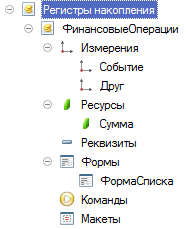 Регистры накопления
ФинансовыеОперации
Измерения
Событие
Друг
Ресурсы
Сумма
Реквизиты
Формы
ФормаСписка
Команды
Макеты